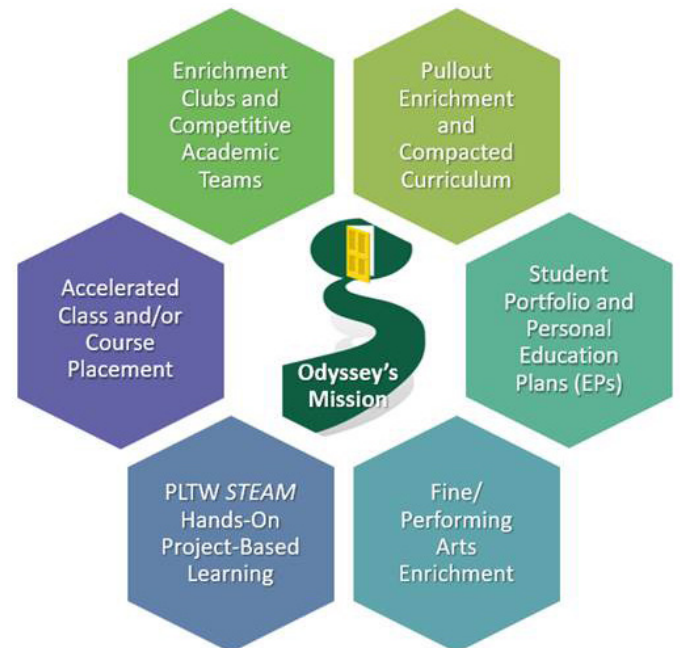 Enrichment
Clubs and
Competitive
Academic
Teams
Pullout
Enrichment
and
Compacted
Curriculum
Accelerated
Class and/or
Course
Placement
Odyssey's
Mission
Student
Portfolio and
Personal
Education
Plans (EPs)
PLTW STEAM
Hands-On
Project-Based
Learning
Fine/
Performing
Arts
Enrichment